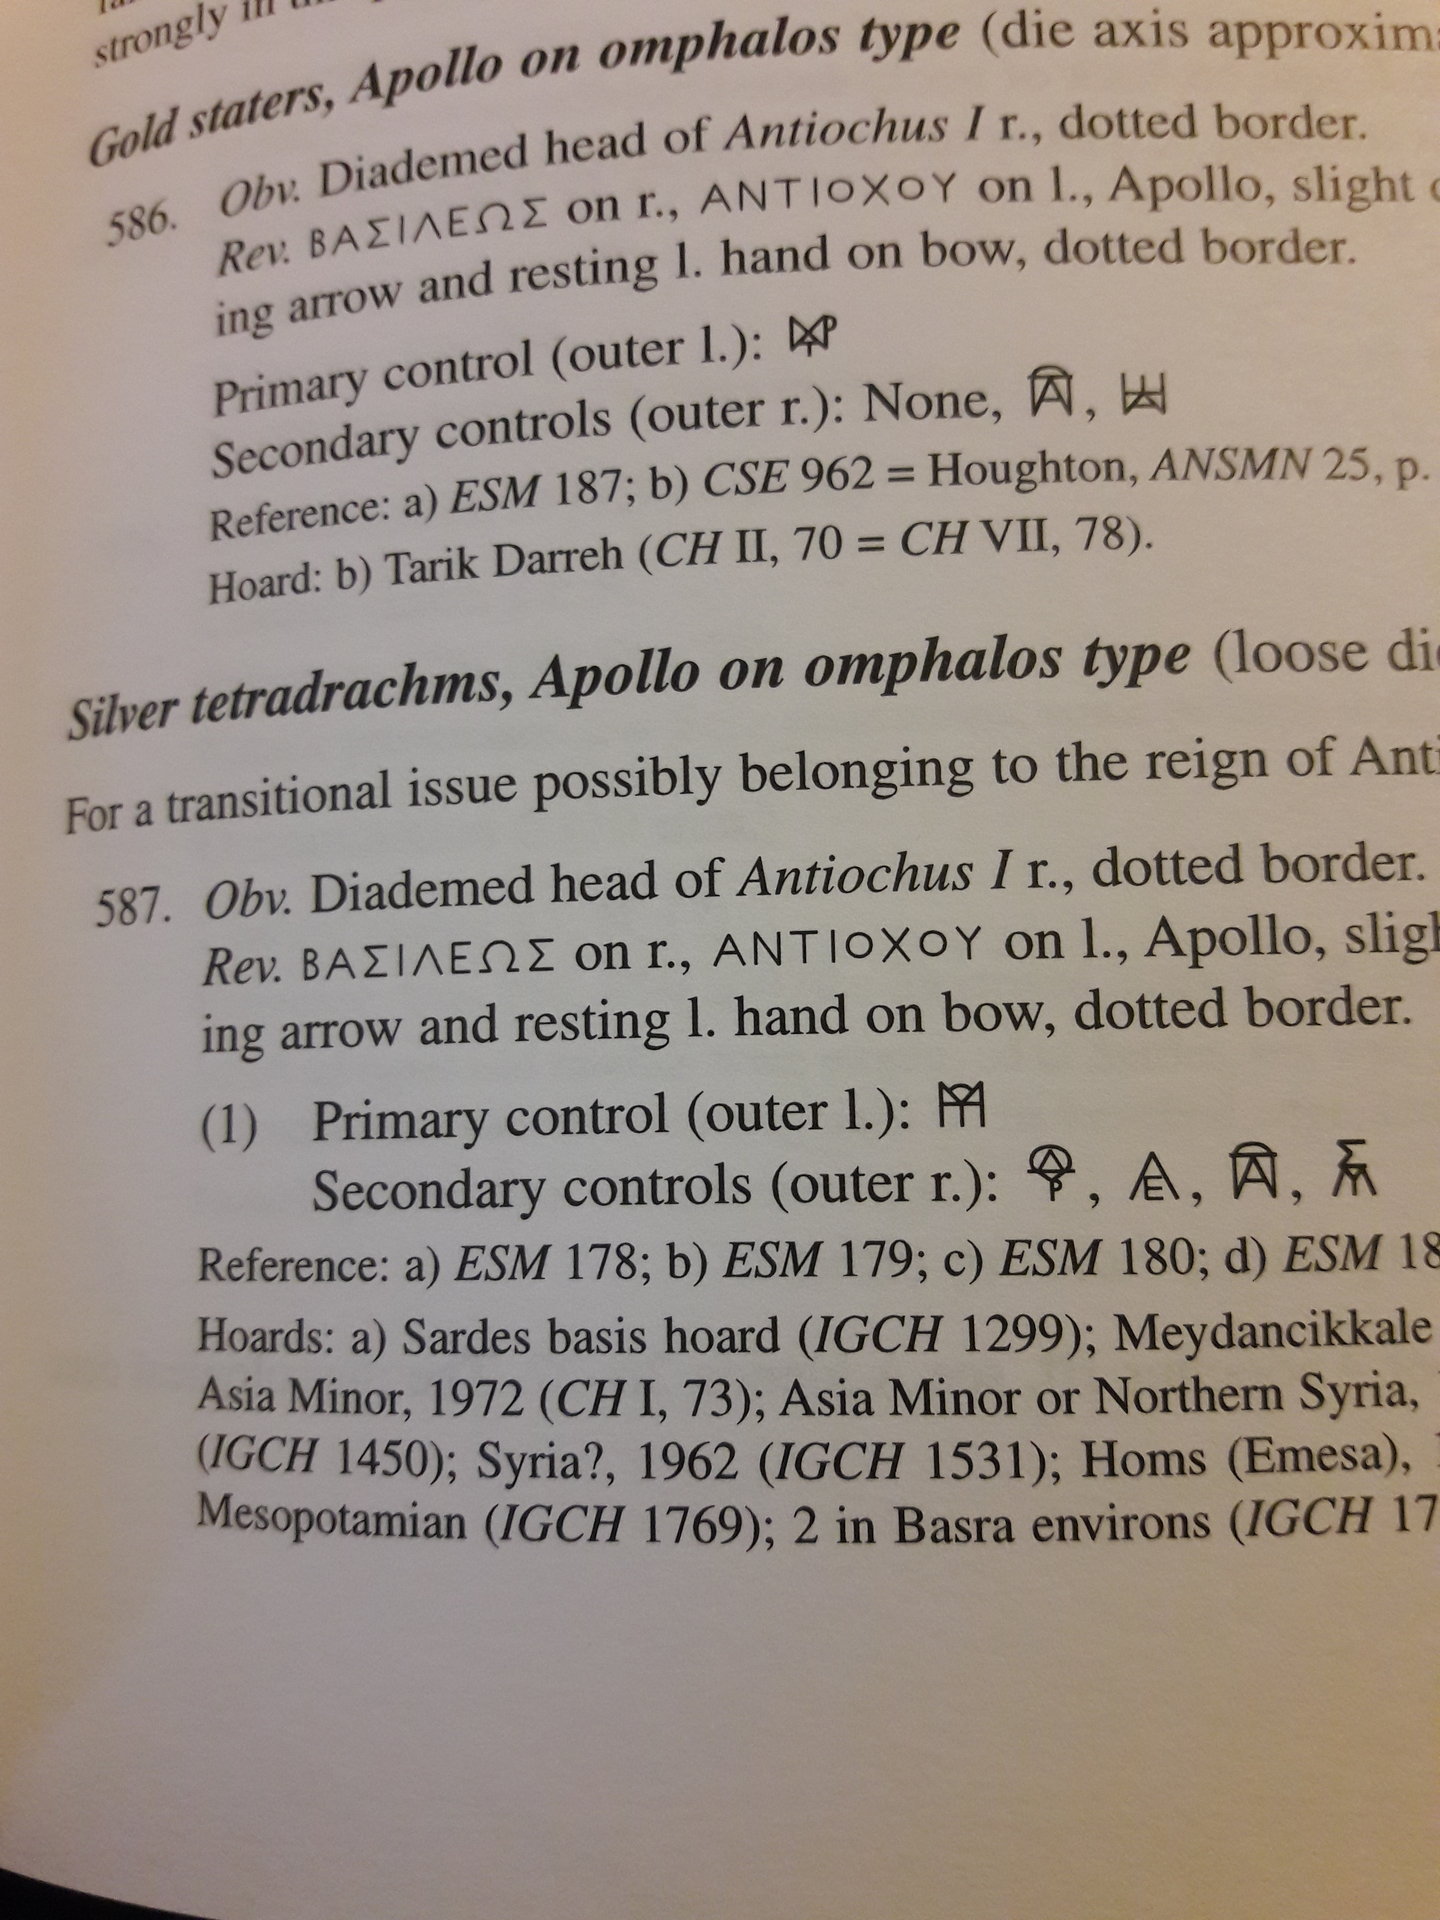 strongly in
Gold staters, Apollo on omphalos type (die axis
586. Obv. Diademed head of Antiochus I r., dotted border.
Rev. ΒΑΣΙΛΕΩΣ on r., ΑΝΤΙΟΧΟΥ on l., Apollo, slight
ing arrow and resting l. hand on bow, dotted border.
Primary control (outer l.):
Secondary controls (outer r.): None, , 
Reference: a) ESM 187; b) CSE 962 = Houghton, ANSMN 25, p.
Hoard: b) Tarik Darreh (CH II, 70 = CH VII, 78).
Silver tetradrachms, Apollo on omphalos type (loose
For a transitional issue possibly belonging to the reign of
587. Obv. Diademed head of Antiochus I r., dotted border.
Rev. ΒΑΣΙΛΕΩΣ on r., ΑΝΤΙΟΧΟΥ on l., Apollo,
ing arrow and resting l. hand on bow, dotted border.
(1) Primary control (outer l.):
Secondary controls (outer r.): , , ,
Reference: a) ESM 178; b) ESM 179; c) ESM 180; d) ESM 18
Hoards: a) Sardes basis hoard (IGCH 1299); Meydancikkale
Asia Minor, 1972 (CH I, 73); Asia Minor or Northern Syria,
(IGCH 1450); Syria?, 1962 (IGCH 1531); Homs (Emesa),
Mesopotamian (IGCH 1769); 2 in Basra environs (IGCH 17